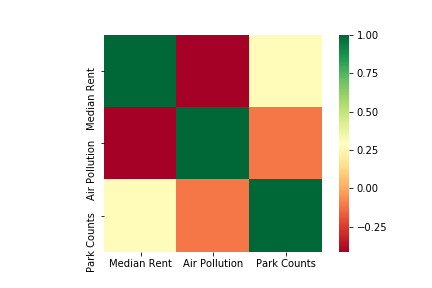 Median Rent
Air Pollution
Park Counts
Median Rent
Air Pollution
Park Counts
1.00
0.75
0.50
0.25
0.00
−0.25